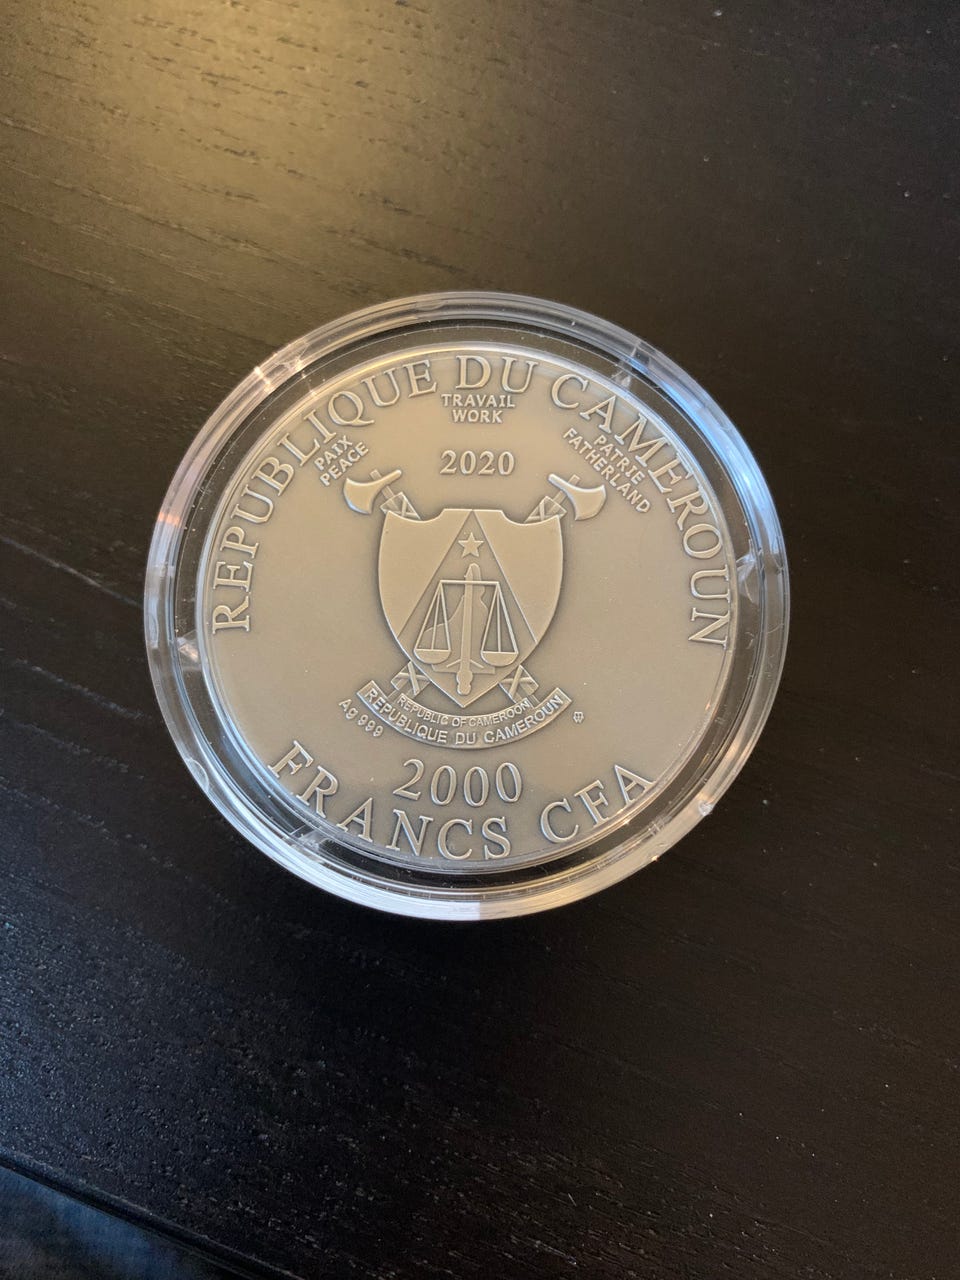 REPUBLIQUE DU CAMEROUN
TRAVAIL
WORK
PAIX
PEACE
PATRIE
FATHERLAND
2020
REPUBLIC OF CAMEROON
REPUBLIQUE DU CAMEROUN
Ag 999
2000
FRANCS CFA